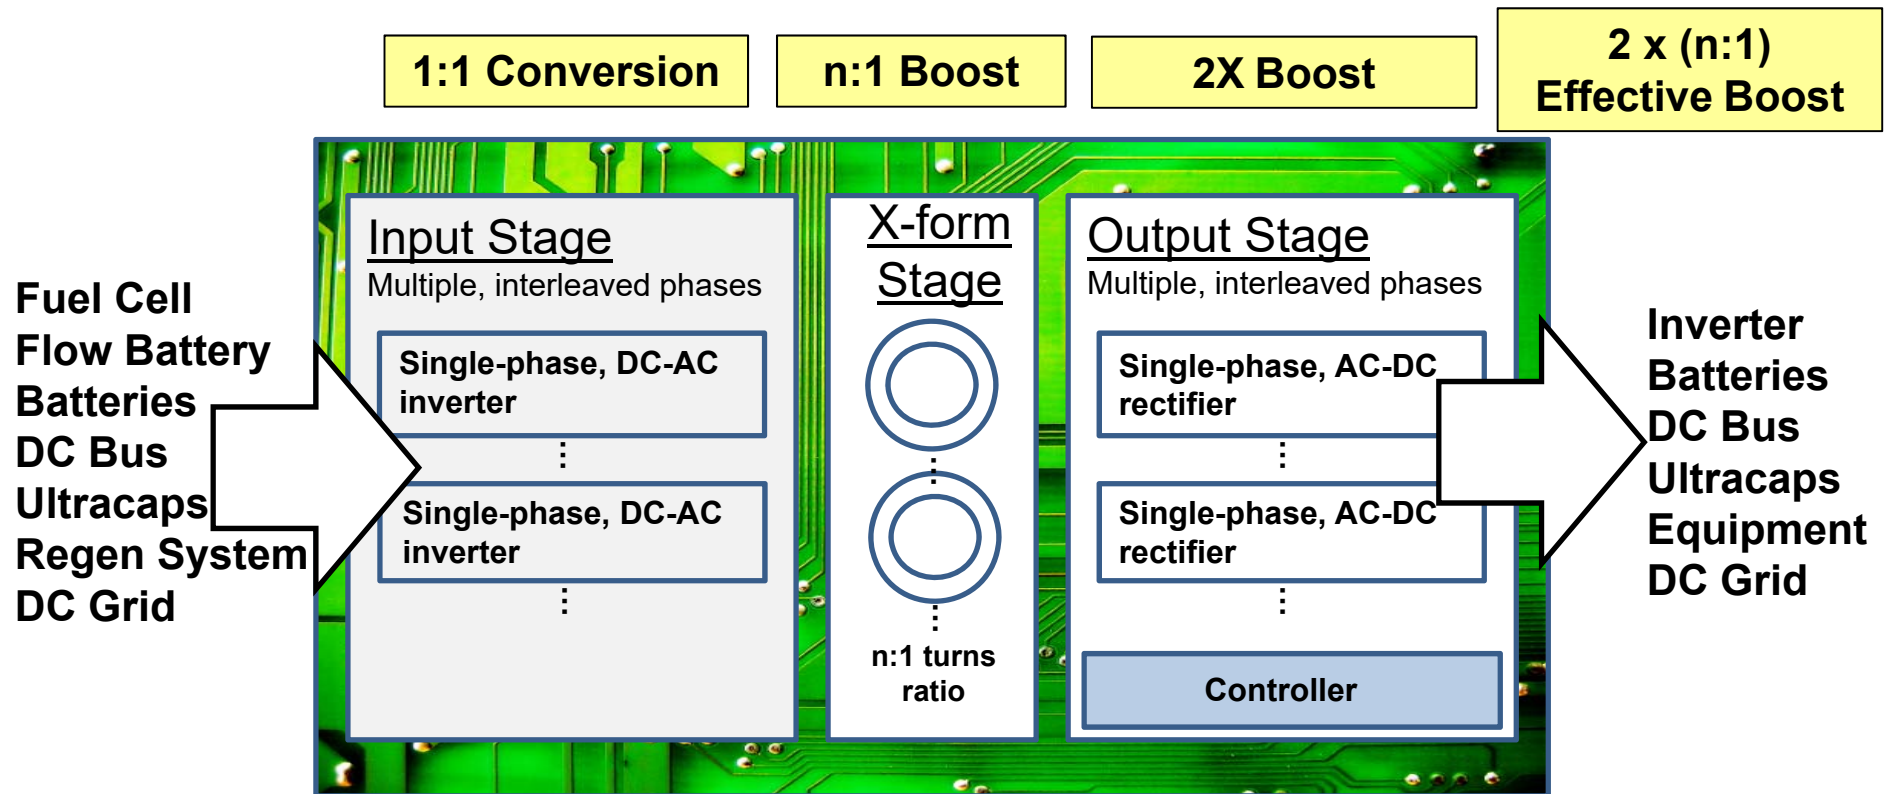 1:1 Conversion
n:1 Boost
2X Boost
2 x (n:1)
Effective Boost
Fuel Cell
Flow Battery
Batteries
DC Bus
Ultracaps
Regen System
DC Grid
Input Stage
Multiple, interleaved phases
Single-phase, DC-AC
inverter
⋮
Single-phase, DC-AC
inverter
⋮
X-form
Stage
⋮
⋮
n:1 turns
ratio
Output Stage
Multiple, interleaved phases
Single-phase, AC-DC
rectifier
⋮
Single-phase, AC-DC
rectifier
⋮
Controller
Inverter
Batteries
DC Bus
Ultracaps
Equipment
DC Grid